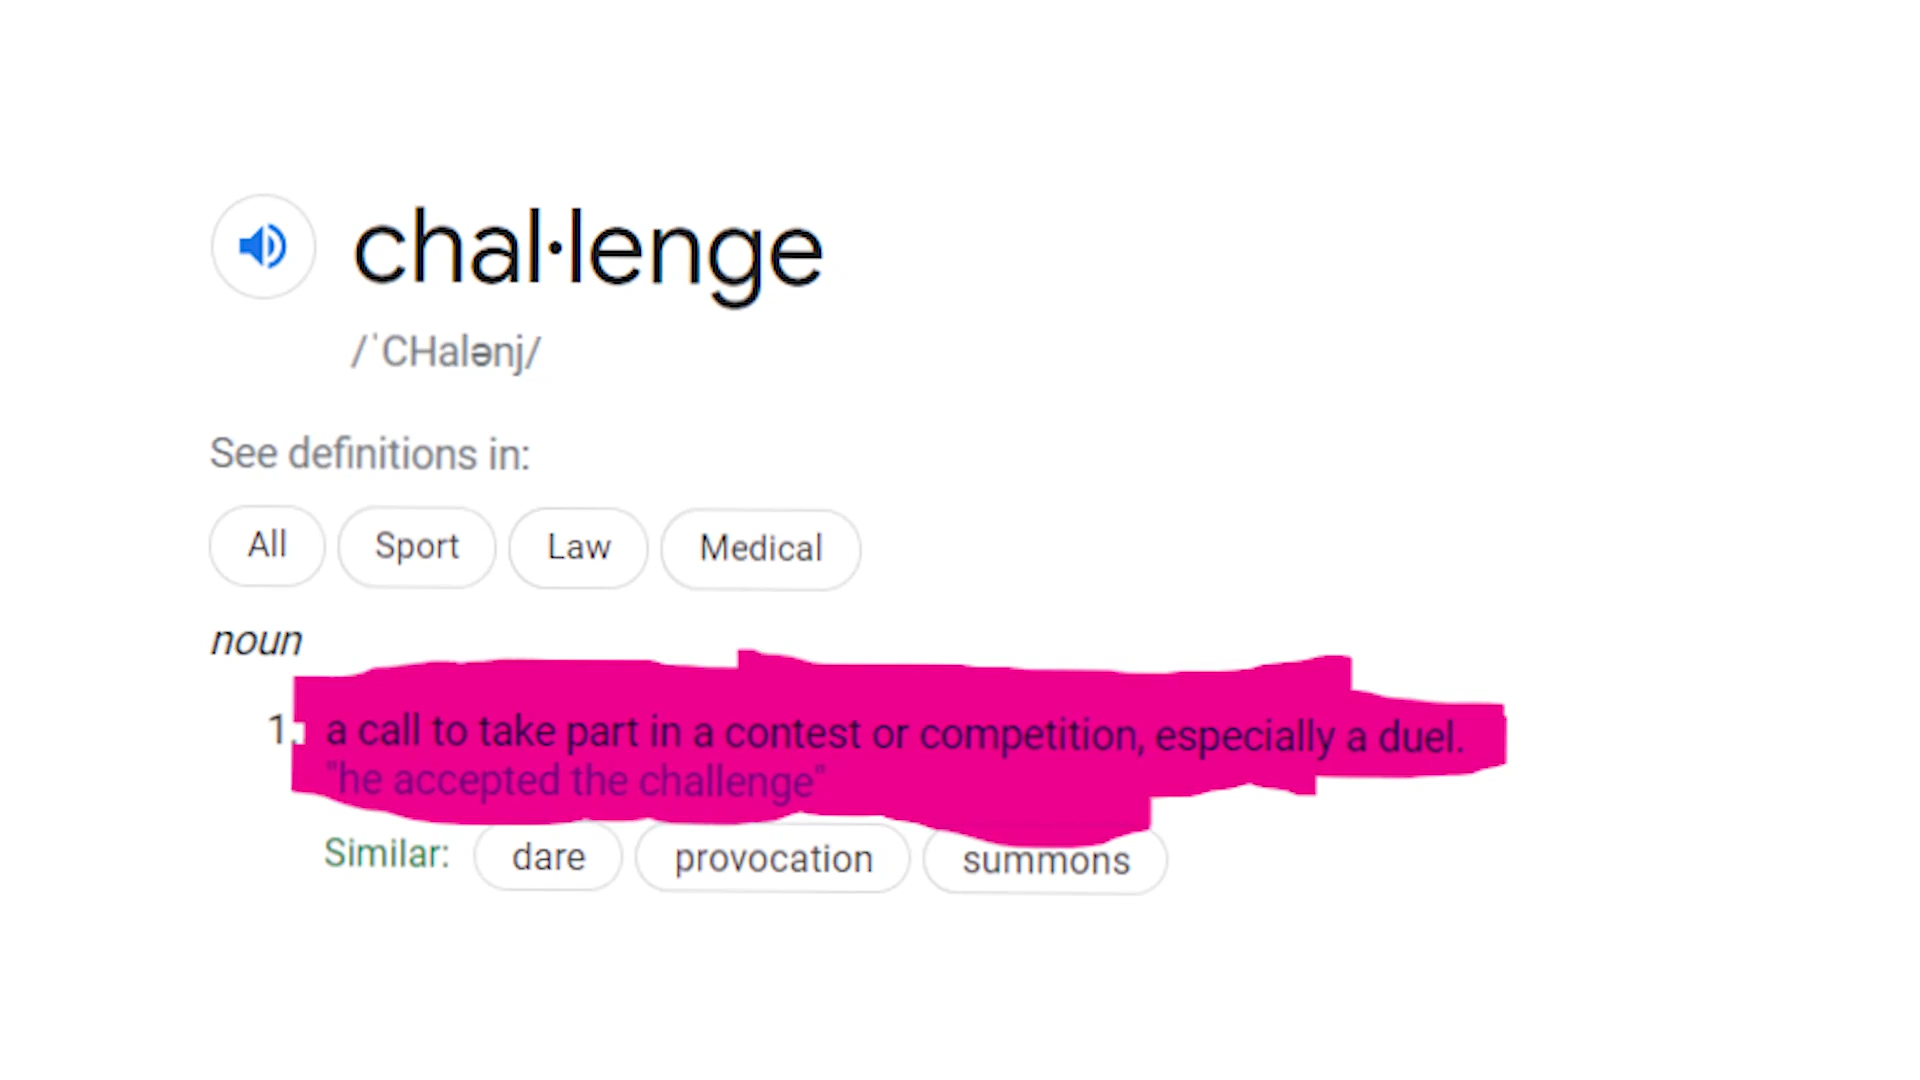 chal·lenge
/ˈCHalənj/
See definitions in:
All Sport Law Medical
noun
1. a call to take part in a contest or competition, especially a duel.
"he accepted the challenge"
Similar: dare provocation summons